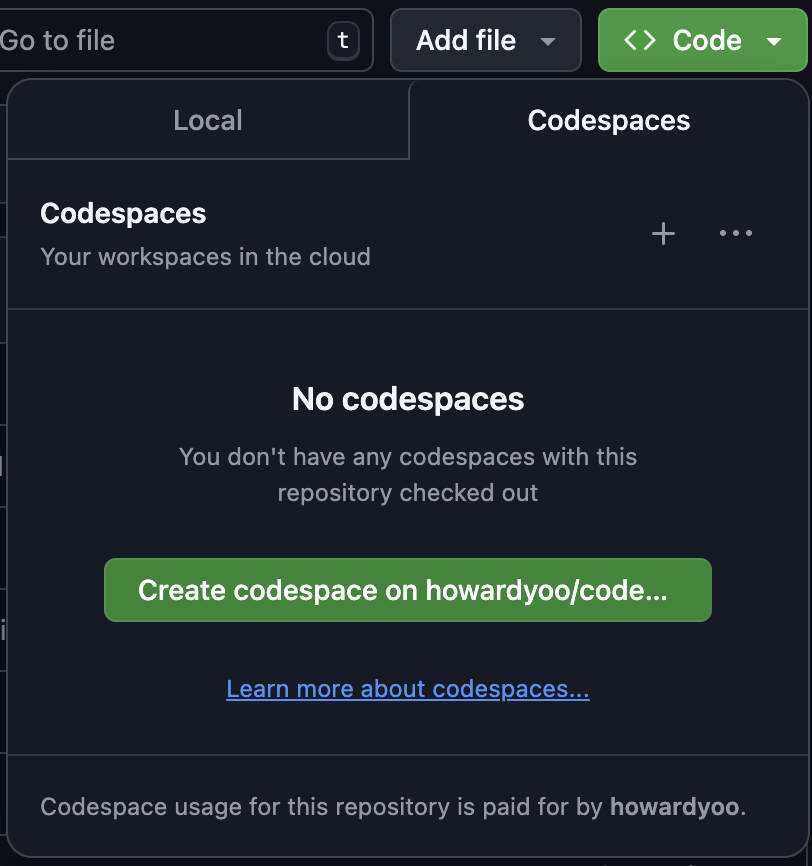 Go to file
t
Add file
Code
Local
Codespaces
Codespaces
Your workspaces in the cloud
No codespaces
You don't have any codespaces with this
repository checked out
Create codespace on howardyoo/code...
Learn more about codespaces...
Codespace usage for this repository is paid for by howardyoo.